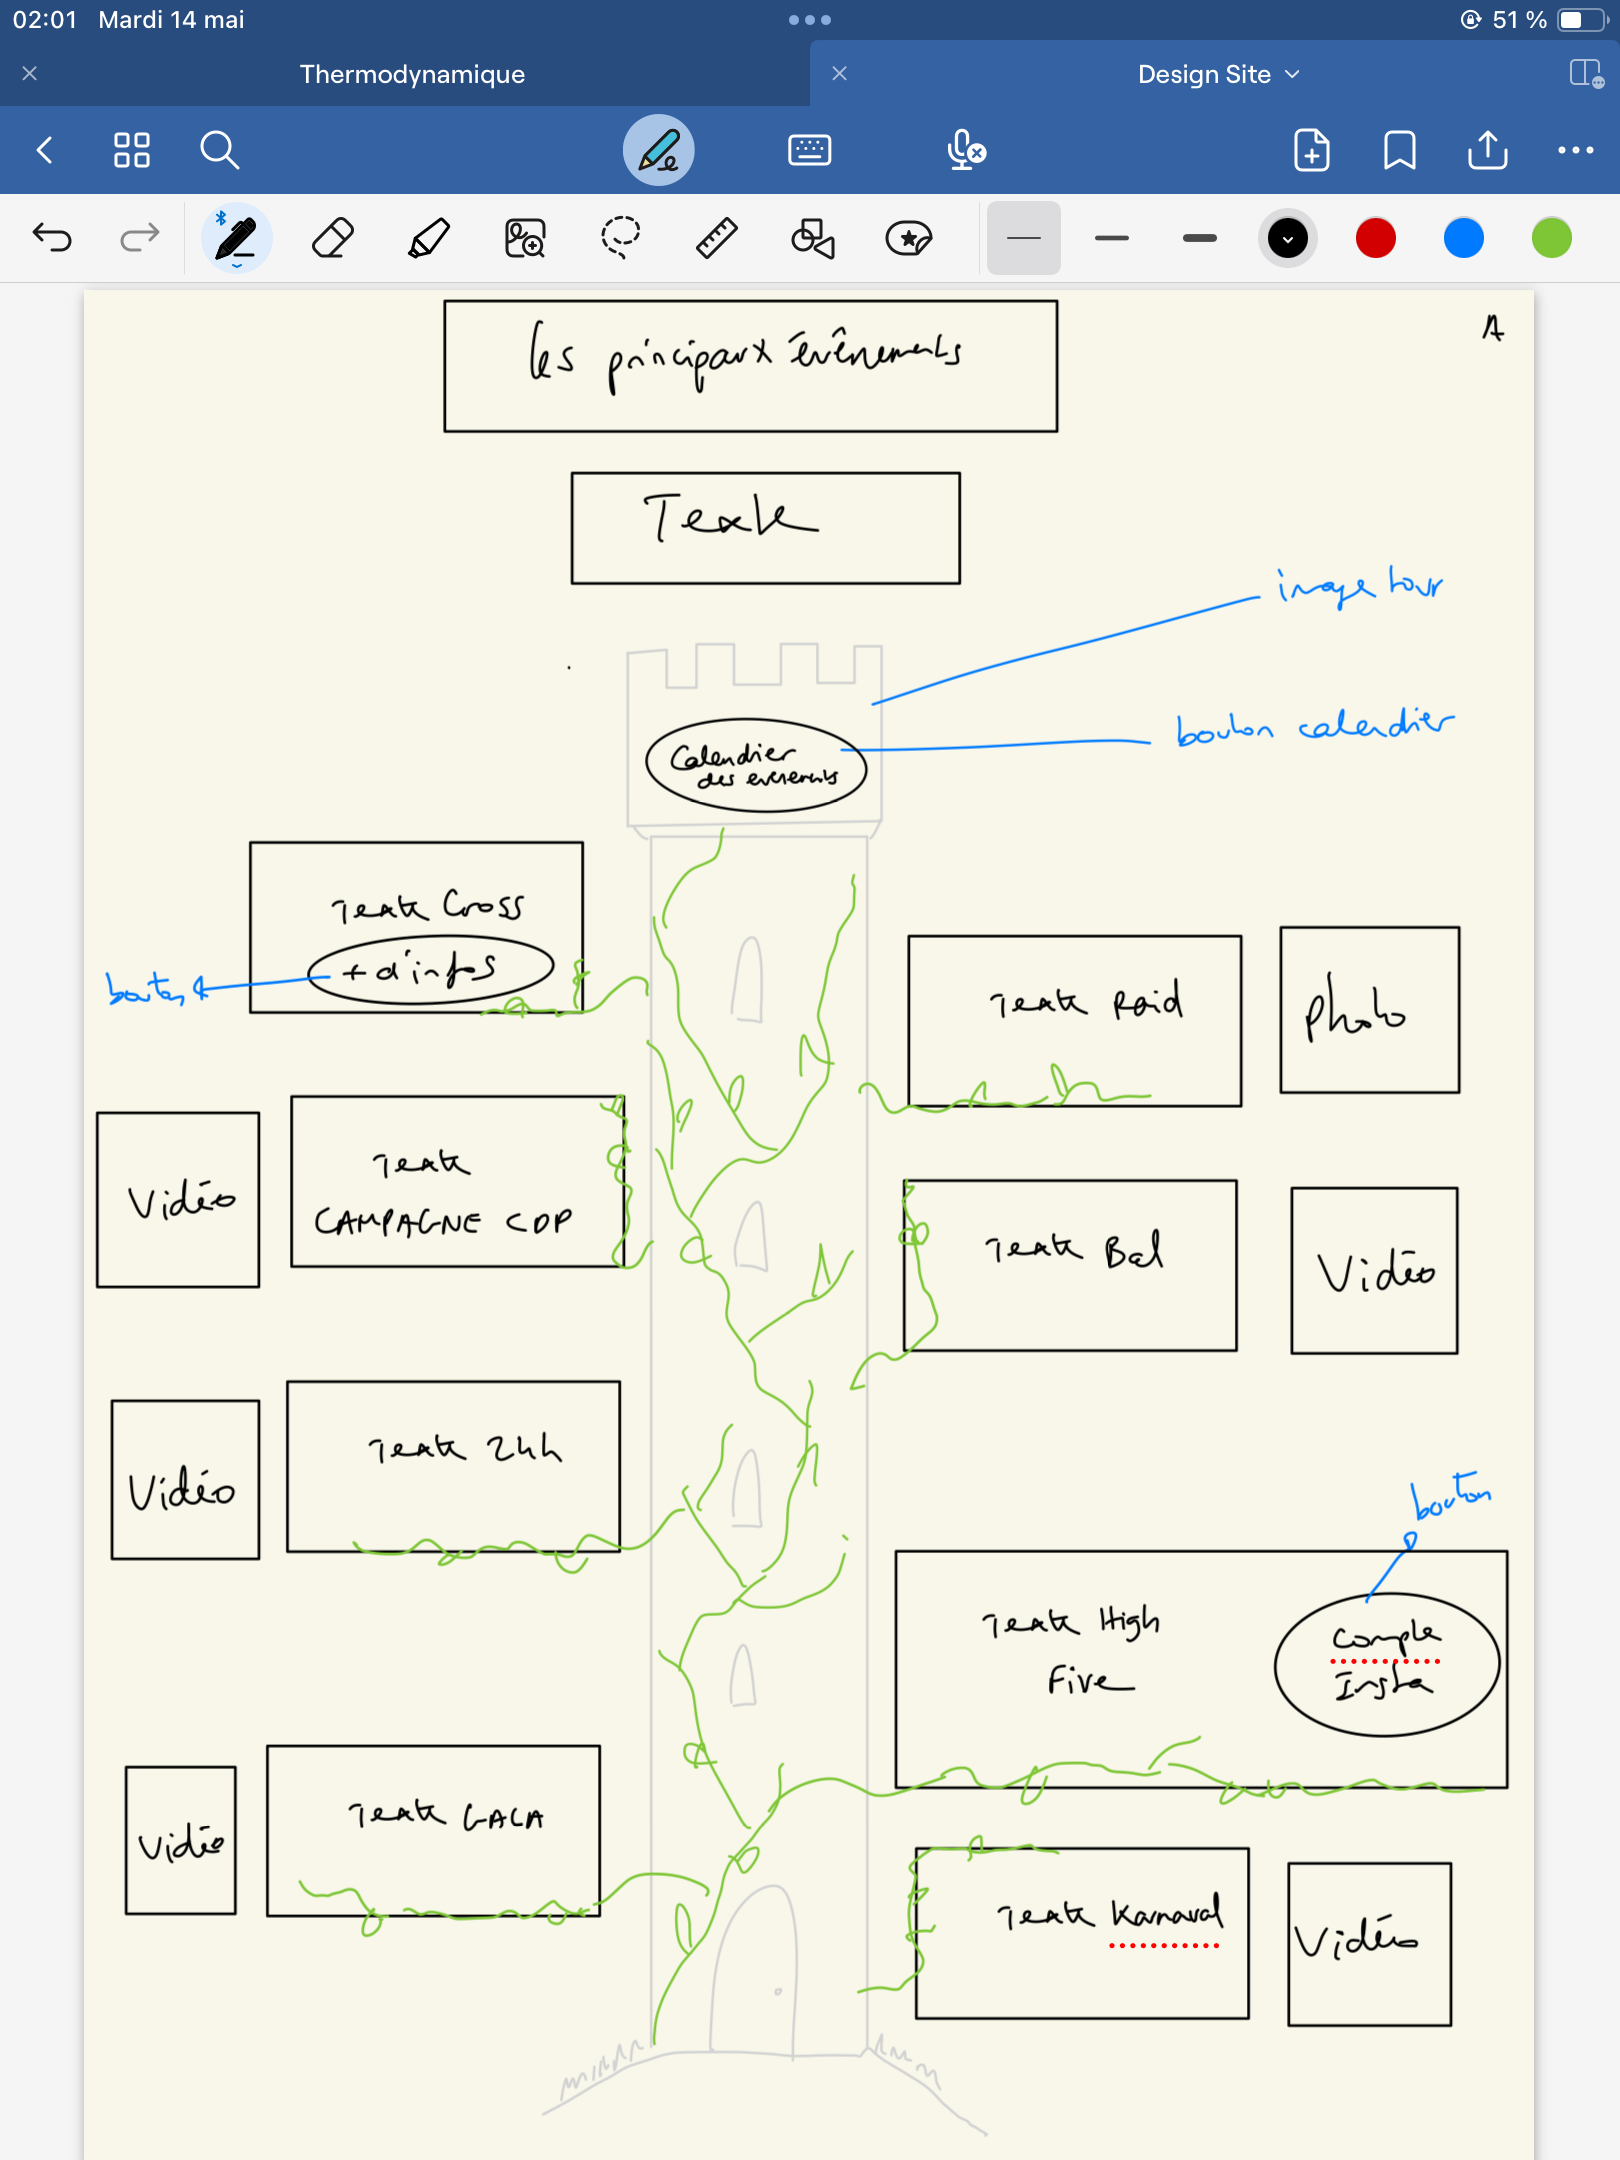 02:01 Mardi 14 mai
51 %
Thermodynamique
Design Site
A
les principaux évènements
Texte
image tour
bouton calendrier
Calendrier
des evenements
Texte Cross
+ d'infos
bouton
Texte Raid
photo
Vidéo
Texte
CAMPAGNE CDP
Texte Bal
Vidéo
Vidéo
Texte 24h
bouton
Texte High
Five
Compte
Insta
Vidéo
Texte GALA
Texte Karnaval
Vidéo